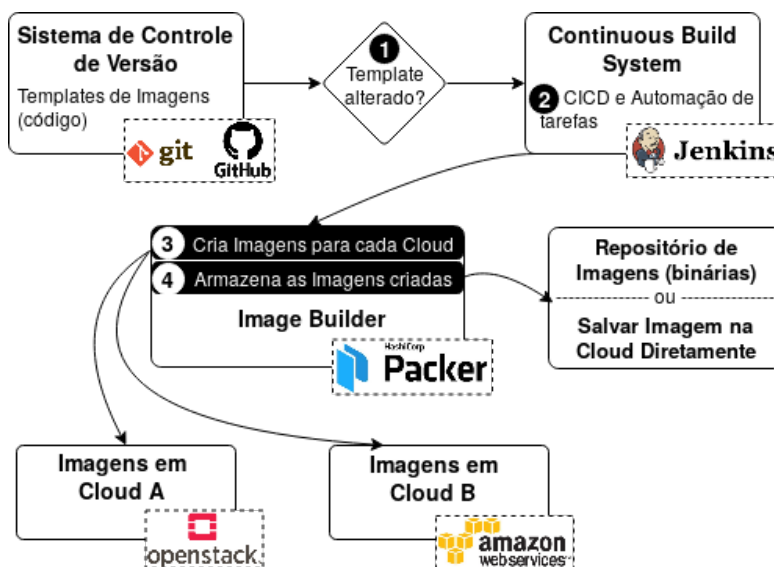 Sistema de Controle
de Versão
Templates de Imagens
(código)
git
GitHub
1
Template
alterado?
Continuous Build
System
2 CICD e Automação de
tarefas
Jenkins
3 Cria Imagens para cada Cloud
4 Armazena as Imagens criadas
Image Builder
HashiCorp
Packer
Repositório de
Imagens (binárias)
ou
Salvar Imagem na
Cloud Diretamente
Imagens em
Cloud A
openstack
Imagens em
Cloud B
amazon
webservices